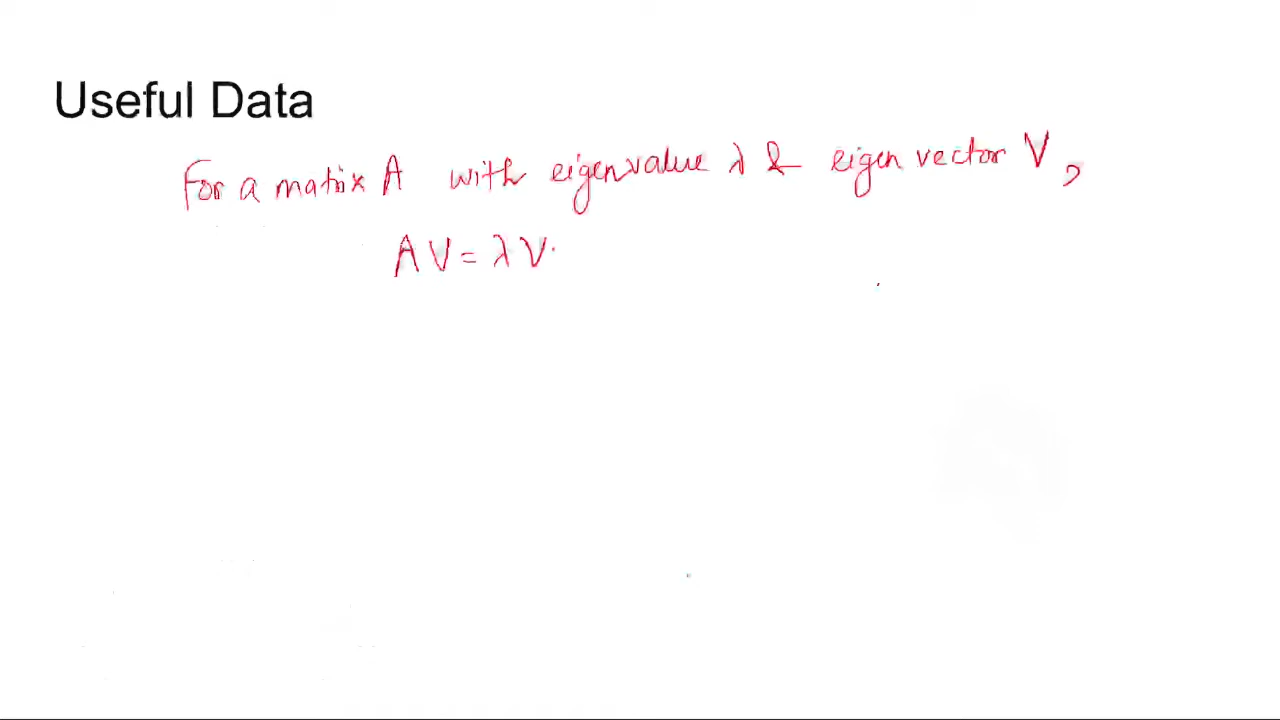 Useful Data
For a matrix A with eigenvalue λ & eigen vector V,
AV = λV.